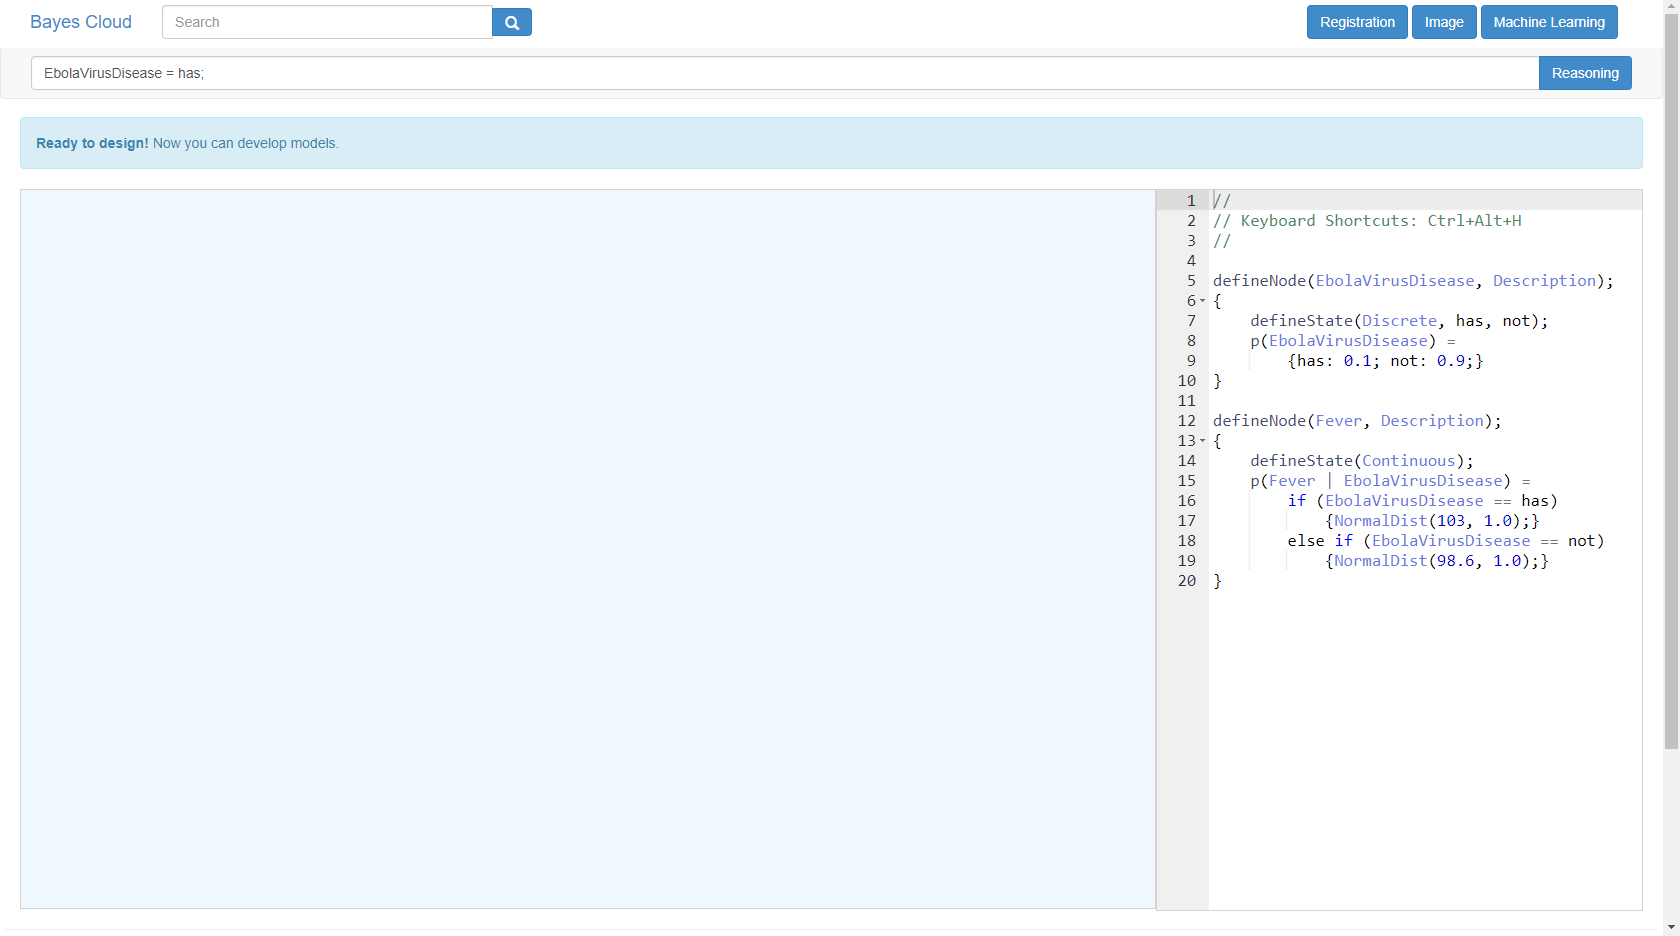 Bayes Cloud
Search
Registration
Image
Machine Learning
EbolaVirusDisease = has;
Reasoning
Ready to design! Now you can develop models.
1 //
2 // Keyboard Shortcuts: Ctrl+Alt+H
3 //
4
5 defineNode(EbolaVirusDisease, Description);
6 {
7     defineState(Discrete, has, not);
8     p(EbolaVirusDisease) =
9         {has: 0.1; not: 0.9;}
10 }
11
12 defineNode(Fever, Description);
13 {
14     defineState(Continuous);
15     p(Fever | EbolaVirusDisease) =
16         if (EbolaVirusDisease == has)
17             {NormalDist(103, 1.0);}
18         else if (EbolaVirusDisease == not)
19             {NormalDist(98.6, 1.0);}
20 }